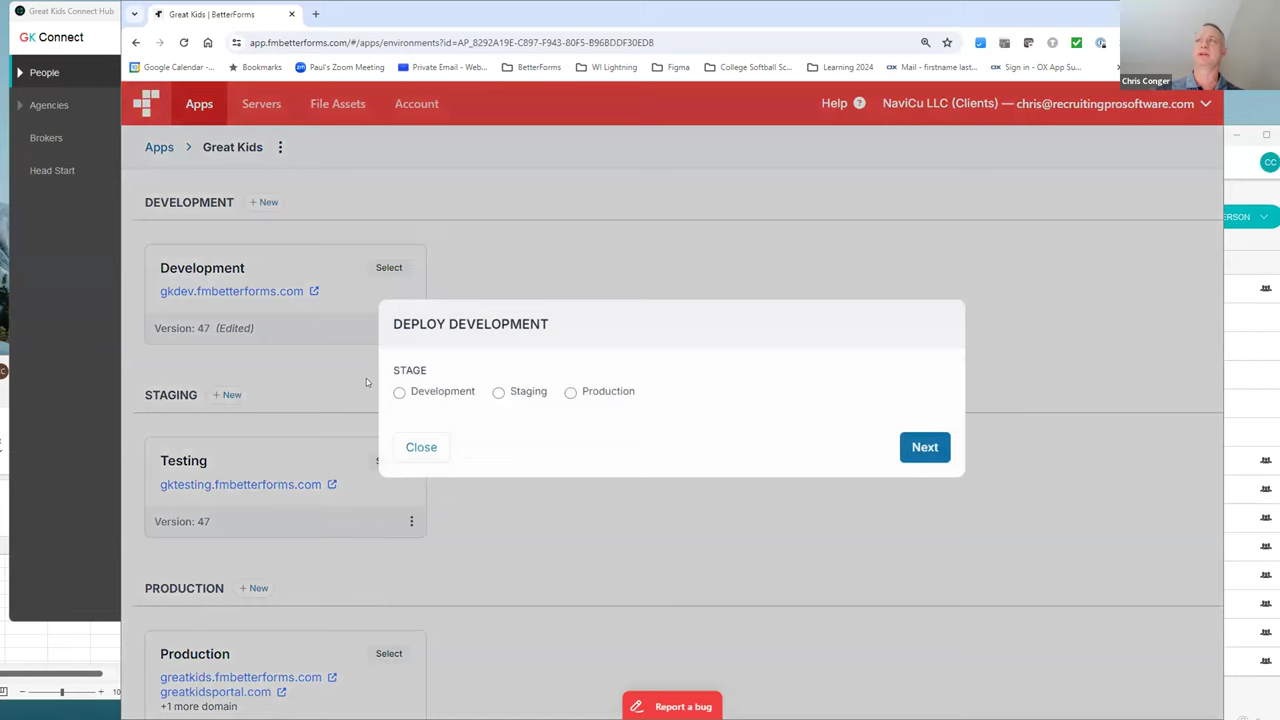 Great Kids Connect Hub
GK Connect
People
Agencies
Brokers
Head Start
Great Kids | BetterForms
app.fmbetterforms.com/#/apps/environments?id=AP_8292A19E-C897-F943-80F5-B96BDDF30EDB
Google Calendar -... Bookmarks Paul's Zoom Meeting Private Email - Web... BetterForms WI Lightning Figma College Softball Sc... Learning 2024 Mail - firstname last... Sign in - OX App Su...
Chris Conger
Apps Servers File Assets Account
Help NaviCu LLC (Clients) — chris@recruitingprosoftware.com
Apps > Great Kids
CC
ERSON
DEVELOPMENT + New
Development Select
gkdev.fmbetterforms.com
Version: 47 (Edited)
DEPLOY DEVELOPMENT
STAGE
Development Staging Production
Close Next
STAGING + New
Testing S
gktesting.fmbetterforms.com
Version: 47
PRODUCTION + New
Production Select
greatkids.fmbetterforms.com
greatkidsportal.com
+1 more domain
Report a bug
10